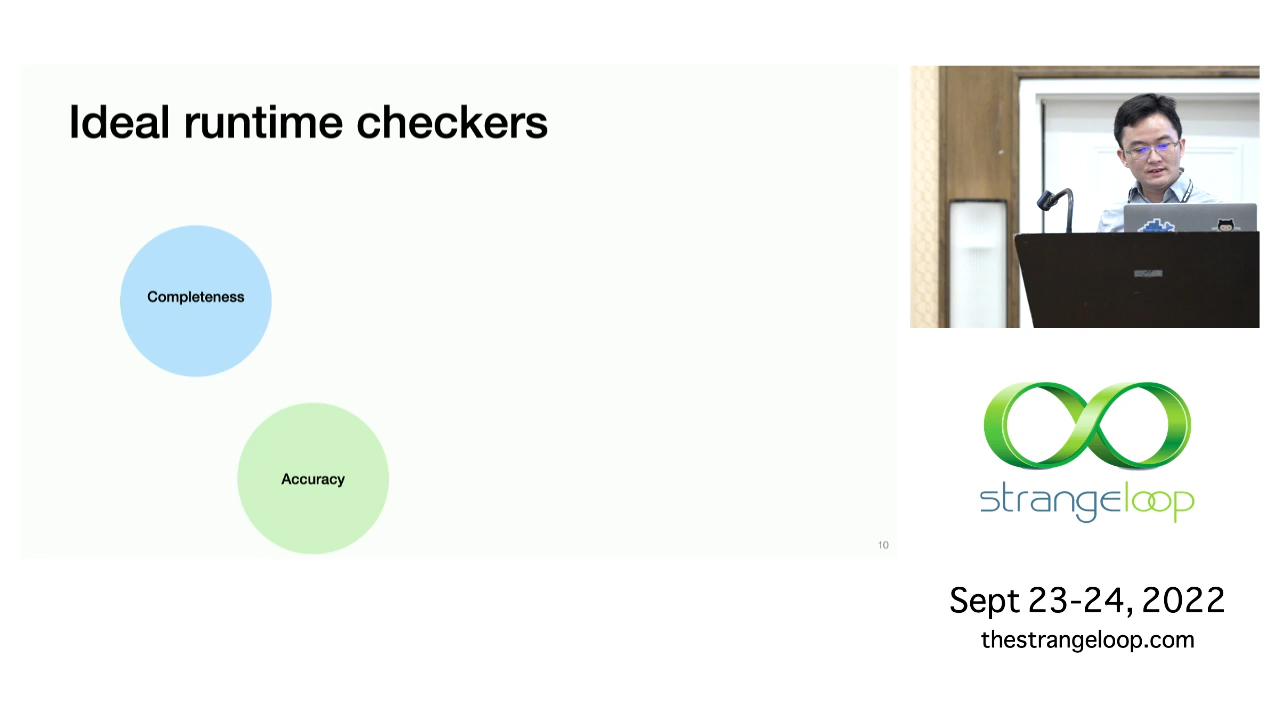 Ideal runtime checkers
Completeness
Accuracy
10
strangeloop
Sept 23-24, 2022
thestrangeloop.com